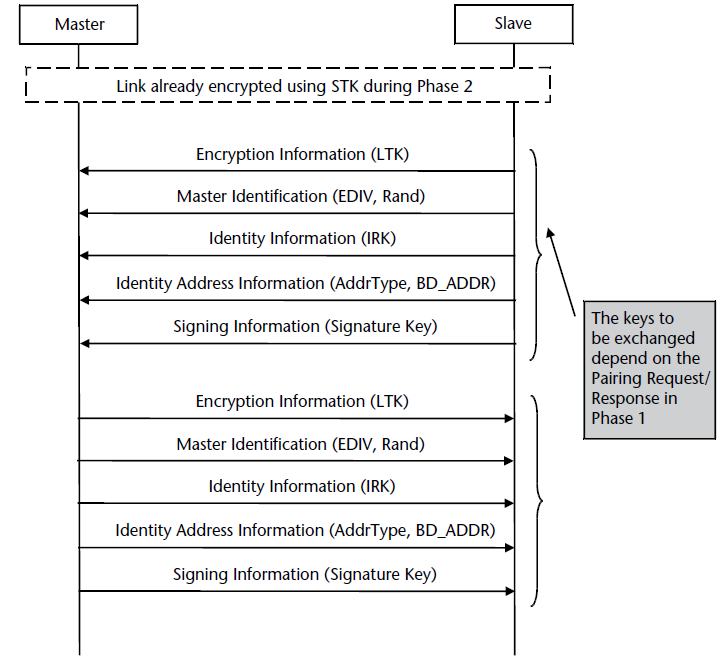 Master
Slave
Link already encrypted using STK during Phase 2
Encryption Information (LTK)
Master Identification (EDIV, Rand)
Identity Information (IRK)
Identity Address Information (AddrType, BD_ADDR)
Signing Information (Signature Key)
The keys to
be exchanged
depend on the
Pairing Request/
Response in
Phase 1
Encryption Information (LTK)
Master Identification (EDIV, Rand)
Identity Information (IRK)
Identity Address Information (AddrType, BD_ADDR)
Signing Information (Signature Key)